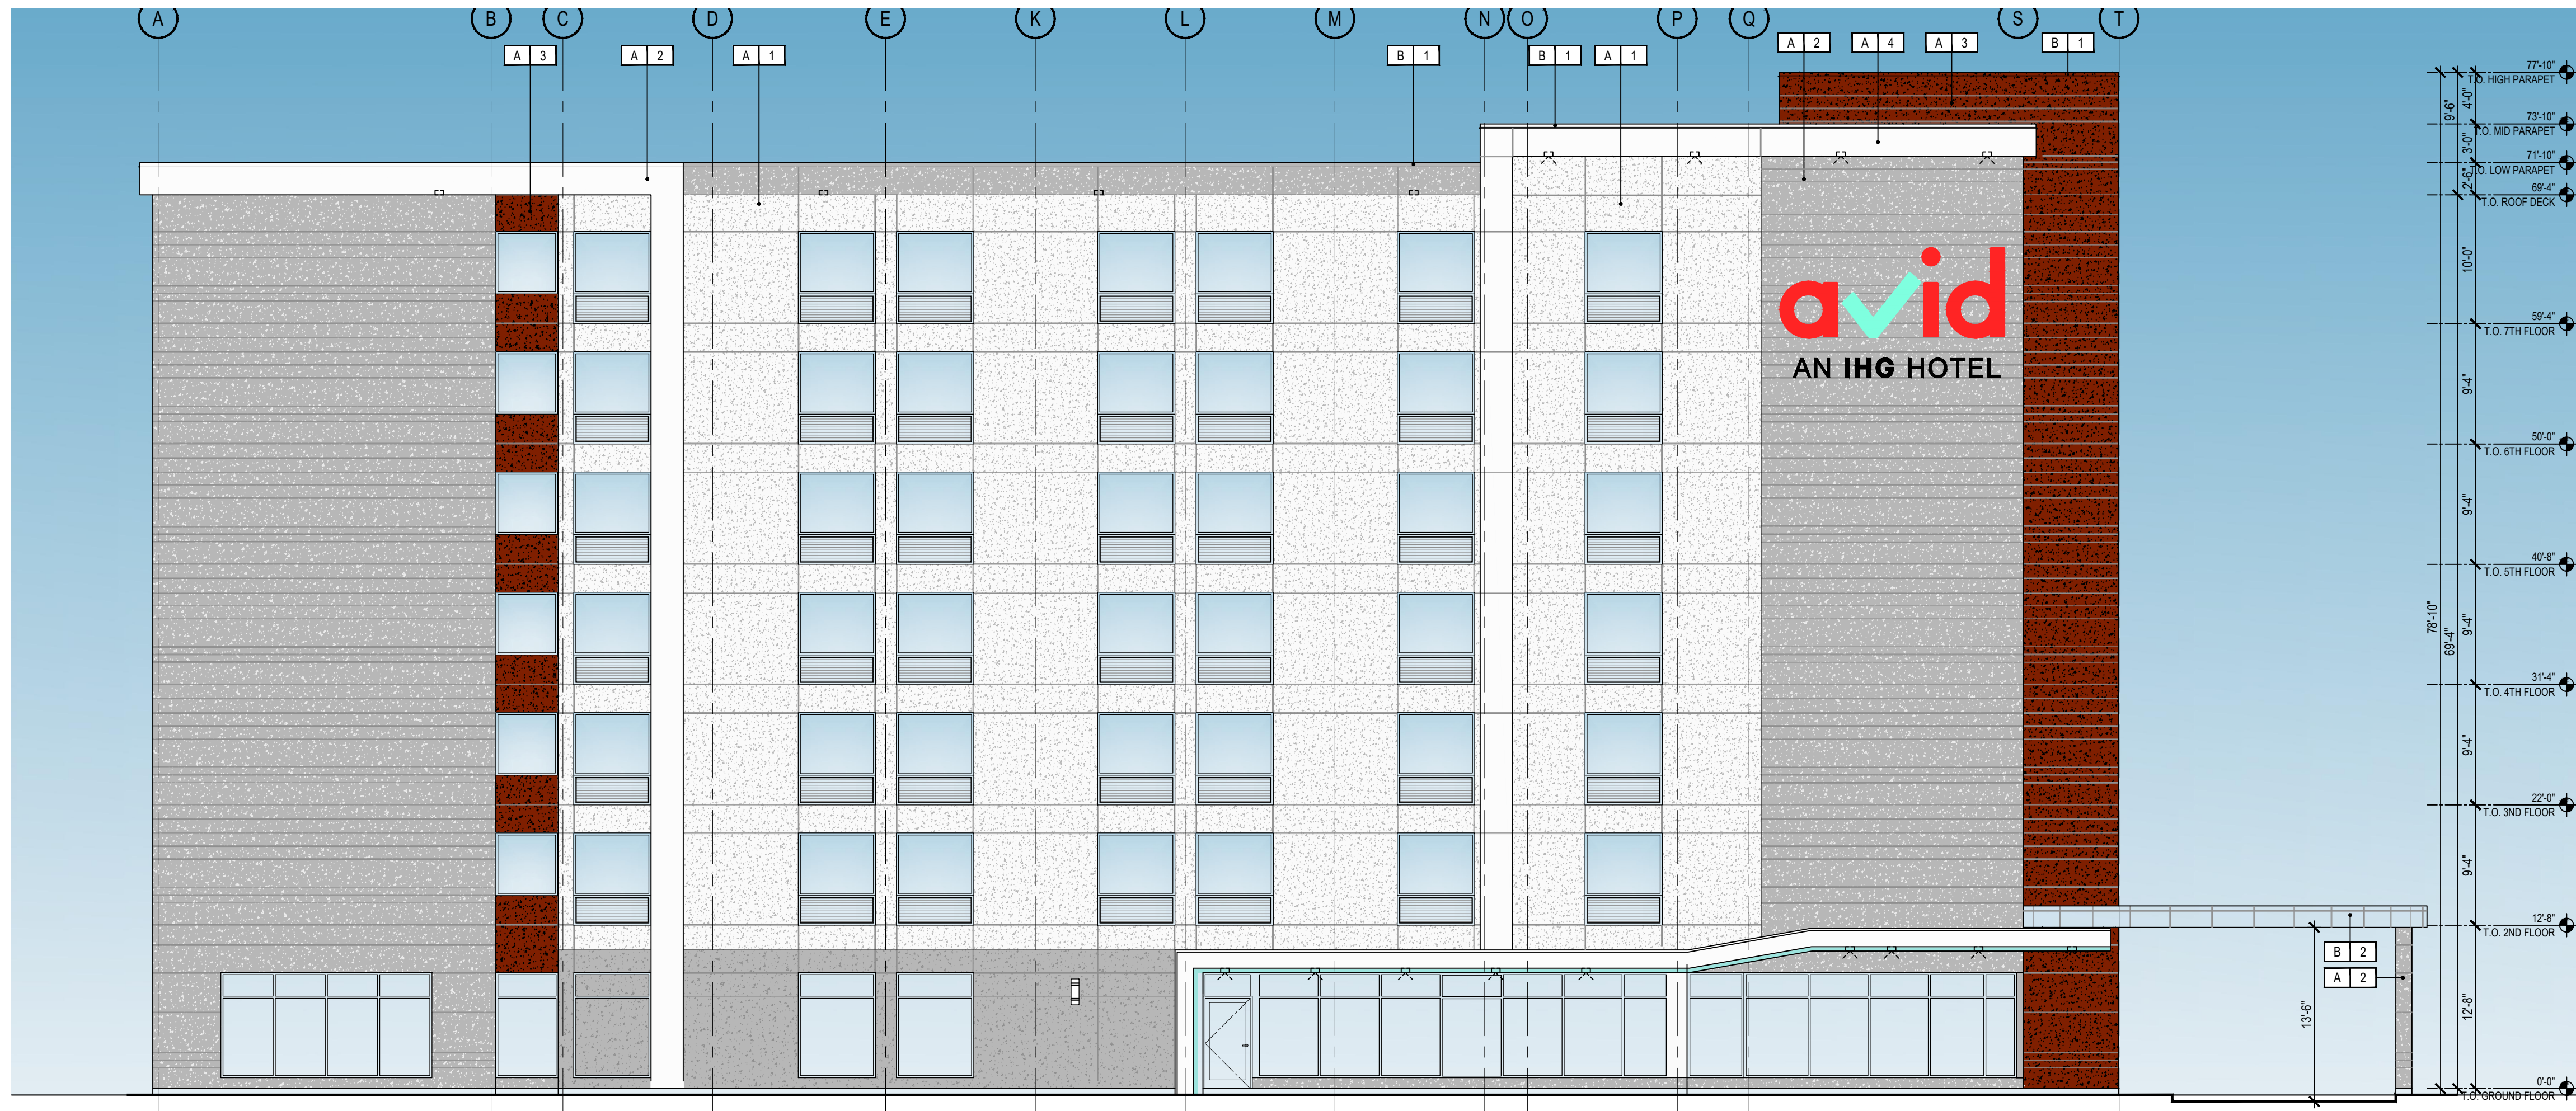 A B C D E K L M N O P Q S T
A 3
A 2
A 1
B 1
B 1
A 1
A 2
A 4
A 3
B 1
77'-10"
T.O. HIGH PARAPET
4'-0"
9'-6"
73'-10"
T.O. MID PARAPET
3'-0"
71'-10"
T.O. LOW PARAPET
2'-6"
69'-4"
T.O. ROOF DECK
10'-0"
avid
AN IHG HOTEL
59'-4"
T.O. 7TH FLOOR
9'-4"
50'-0"
T.O. 6TH FLOOR
9'-4"
40'-8"
T.O. 5TH FLOOR
78'-10"
69'-4"
9'-4"
31'-4"
T.O. 4TH FLOOR
9'-4"
22'-0"
T.O. 3ND FLOOR
9'-4"
12'-8"
T.O. 2ND FLOOR
B 2
A 2
13'-6"
12'-8"
0'-0"
T.O. GROUND FLOOR